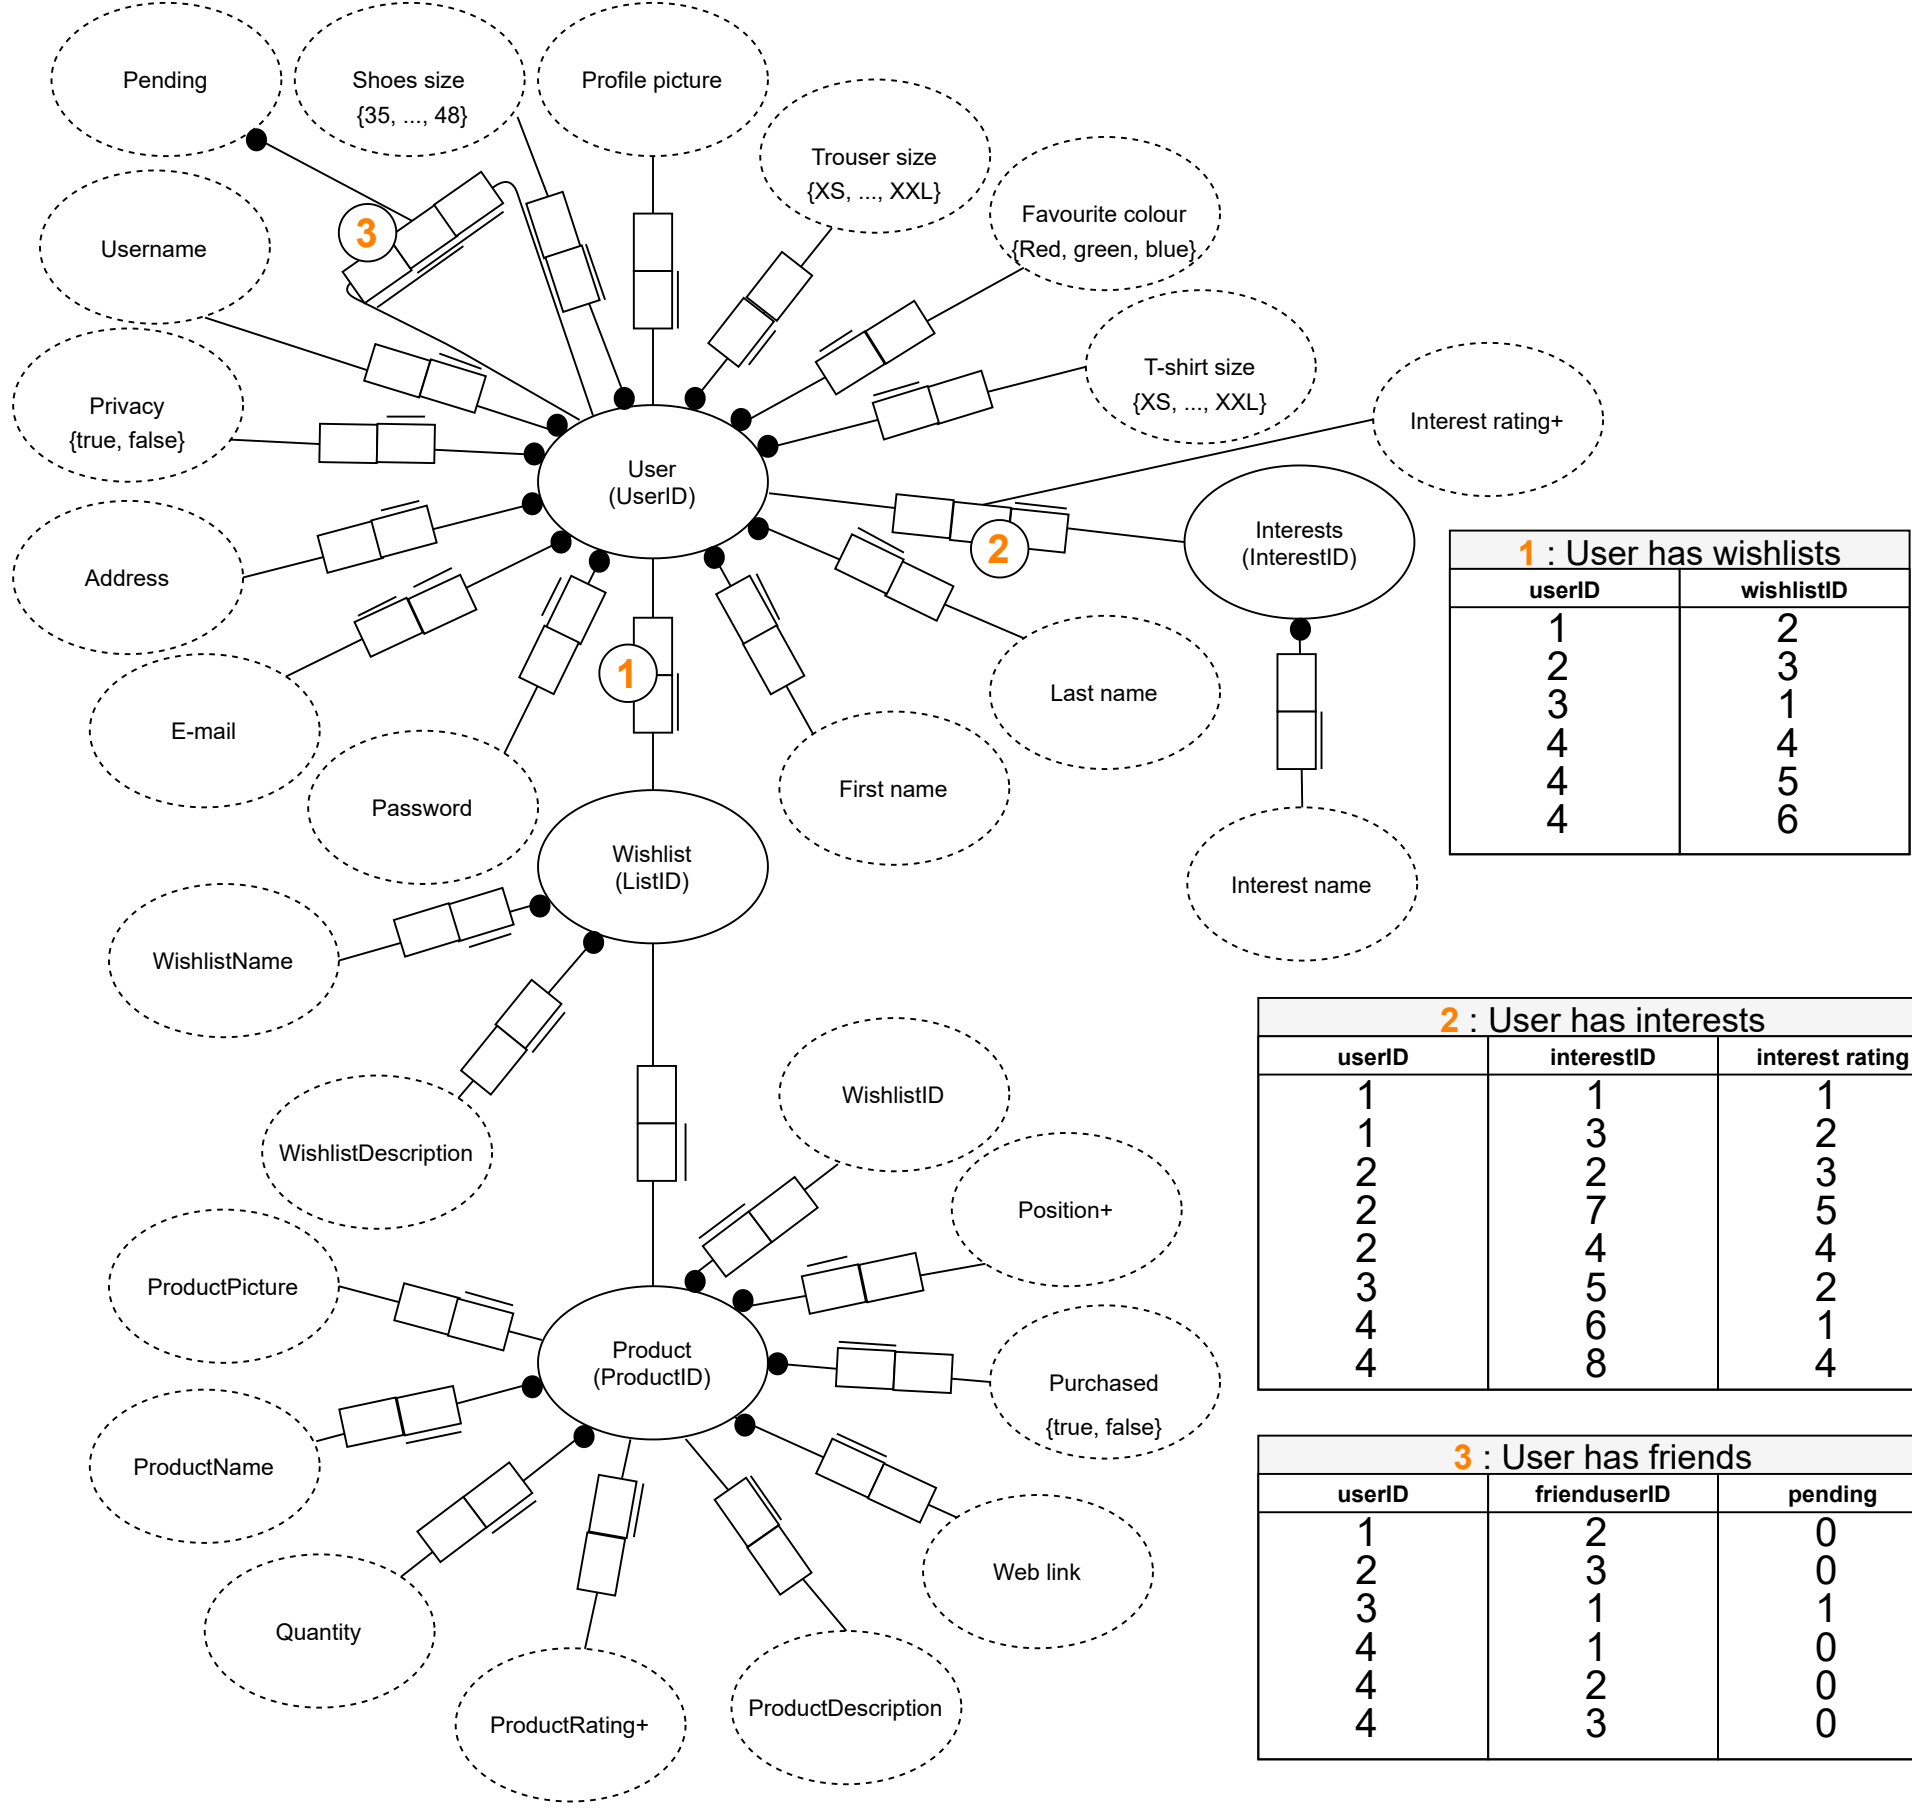 Pending
Shoes size
{35, ..., 48}
Profile picture
Trouser size
{XS, ..., XXL}
Favourite colour
{Red, green, blue}
Username
3
T-shirt size
{XS, ..., XXL}
Privacy
{true, false}
Interest rating+
User
(UserID)
Interests
(InterestID)
2
Address
E-mail
1
Last name
First name
Password
Interest name
Wishlist
(ListID)
WishlistName
WishlistDescription
WishlistID
Position+
ProductPicture
Product
(ProductID)
Purchased
{true, false}
ProductName
Web link
Quantity
ProductRating+
ProductDescription
1 : User has wishlists
userID wishlistID
1 2
2 3
3 1
4 4
4 5
4 6
2 : User has interests
userID interestID interest rating
1 1 1
1 3 2
2 2 3
2 7 5
2 4 4
3 5 2
4 6 1
4 8 4
3 : User has friends
userID frienduserID pending
1 2 0
2 3 0
3 1 1
4 1 0
4 2 0
4 3 0